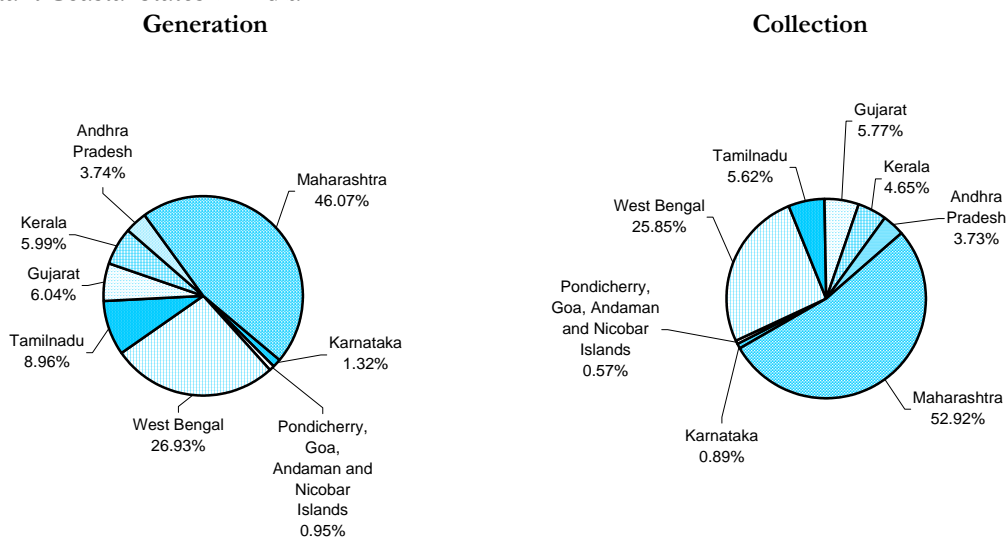 Generation
Andhra
Pradesh
3.74%
Maharashtra
46.07%
Kerala
5.99%
Gujarat
6.04%
Tamilnadu
8.96%
Karnataka
1.32%
West Bengal
26.93%
Pondicherry,
Goa,
Andaman and
Nicobar
Islands
0.95%
Collection
Gujarat
5.77%
Tamilnadu
5.62%
Kerala
4.65%
Andhra
Pradesh
3.73%
West Bengal
25.85%
Pondicherry,
Goa, Andaman
and Nicobar
Islands
0.57%
Maharashtra
52.92%
Karnataka
0.89%